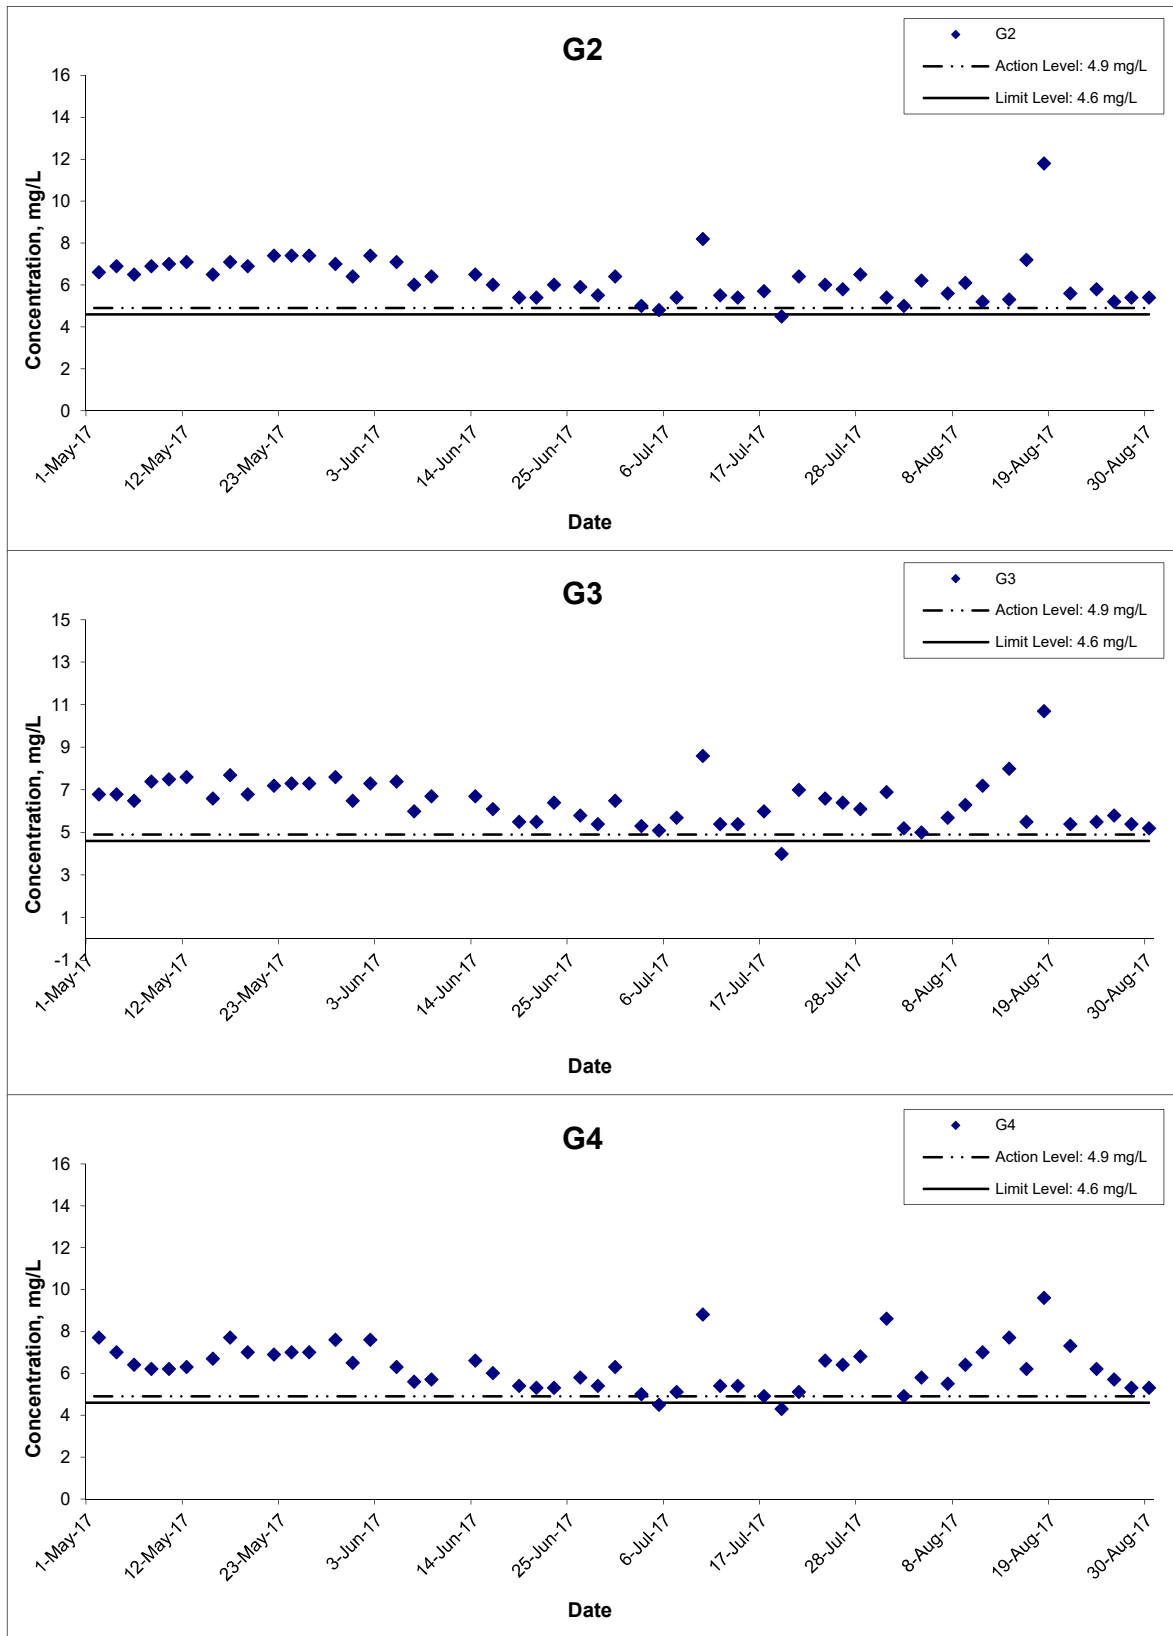 G2
G2
Action Level: 4.9 mg/L
Limit Level: 4.6 mg/L
Concentration, mg/L
16
14
12
10
8
6
4
2
0
1-May-17
12-May-17
23-May-17
3-Jun-17
14-Jun-17
25-Jun-17
6-Jul-17
17-Jul-17
28-Jul-17
8-Aug-17
19-Aug-17
30-Aug-17
Date
G3
G3
Action Level: 4.9 mg/L
Limit Level: 4.6 mg/L
Concentration, mg/L
15
13
11
9
7
5
3
1
-1
1-May-17
12-May-17
23-May-17
3-Jun-17
14-Jun-17
25-Jun-17
6-Jul-17
17-Jul-17
28-Jul-17
8-Aug-17
19-Aug-17
30-Aug-17
Date
G4
G4
Action Level: 4.9 mg/L
Limit Level: 4.6 mg/L
Concentration, mg/L
16
14
12
10
8
6
4
2
0
1-May-17
12-May-17
23-May-17
3-Jun-17
14-Jun-17
25-Jun-17
6-Jul-17
17-Jul-17
28-Jul-17
8-Aug-17
19-Aug-17
30-Aug-17
Date